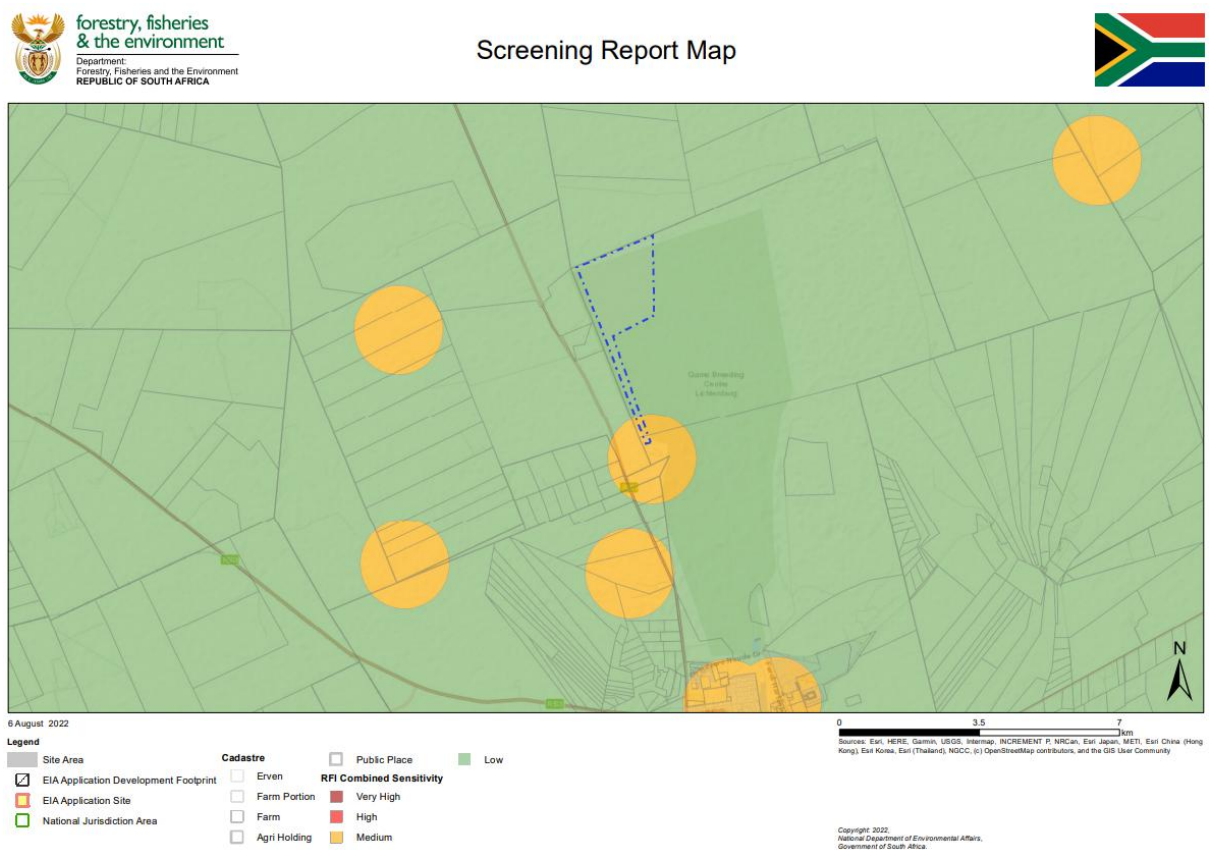 forestry, fisheries
& the environment
Department:
Forestry, Fisheries and the Environment
REPUBLIC OF SOUTH AFRICA
Screening Report Map
Game Breeding
Centre
6 August 2022
Legend
Site Area
EIA Application Development Footprint
EIA Application Site
National Jurisdiction Area
Cadastre
Erven
Farm Portion
Farm
Agri Holding
Public Place
RFI Combined Sensitivity
Very High
High
Medium
Low
N
0 3.5 7
km
Sources: Esri, HERE, Garmin, USGS, Intermap, INCREMENT P, NRCan, Esri Japan, METI, Esri China (Hong
Kong), Esri Korea, Esri (Thailand), NGCC, (c) OpenStreetMap contributors, and the GIS User Community
Copyright: 2022,
National Department of Environmental Affairs,
Government of South Africa.